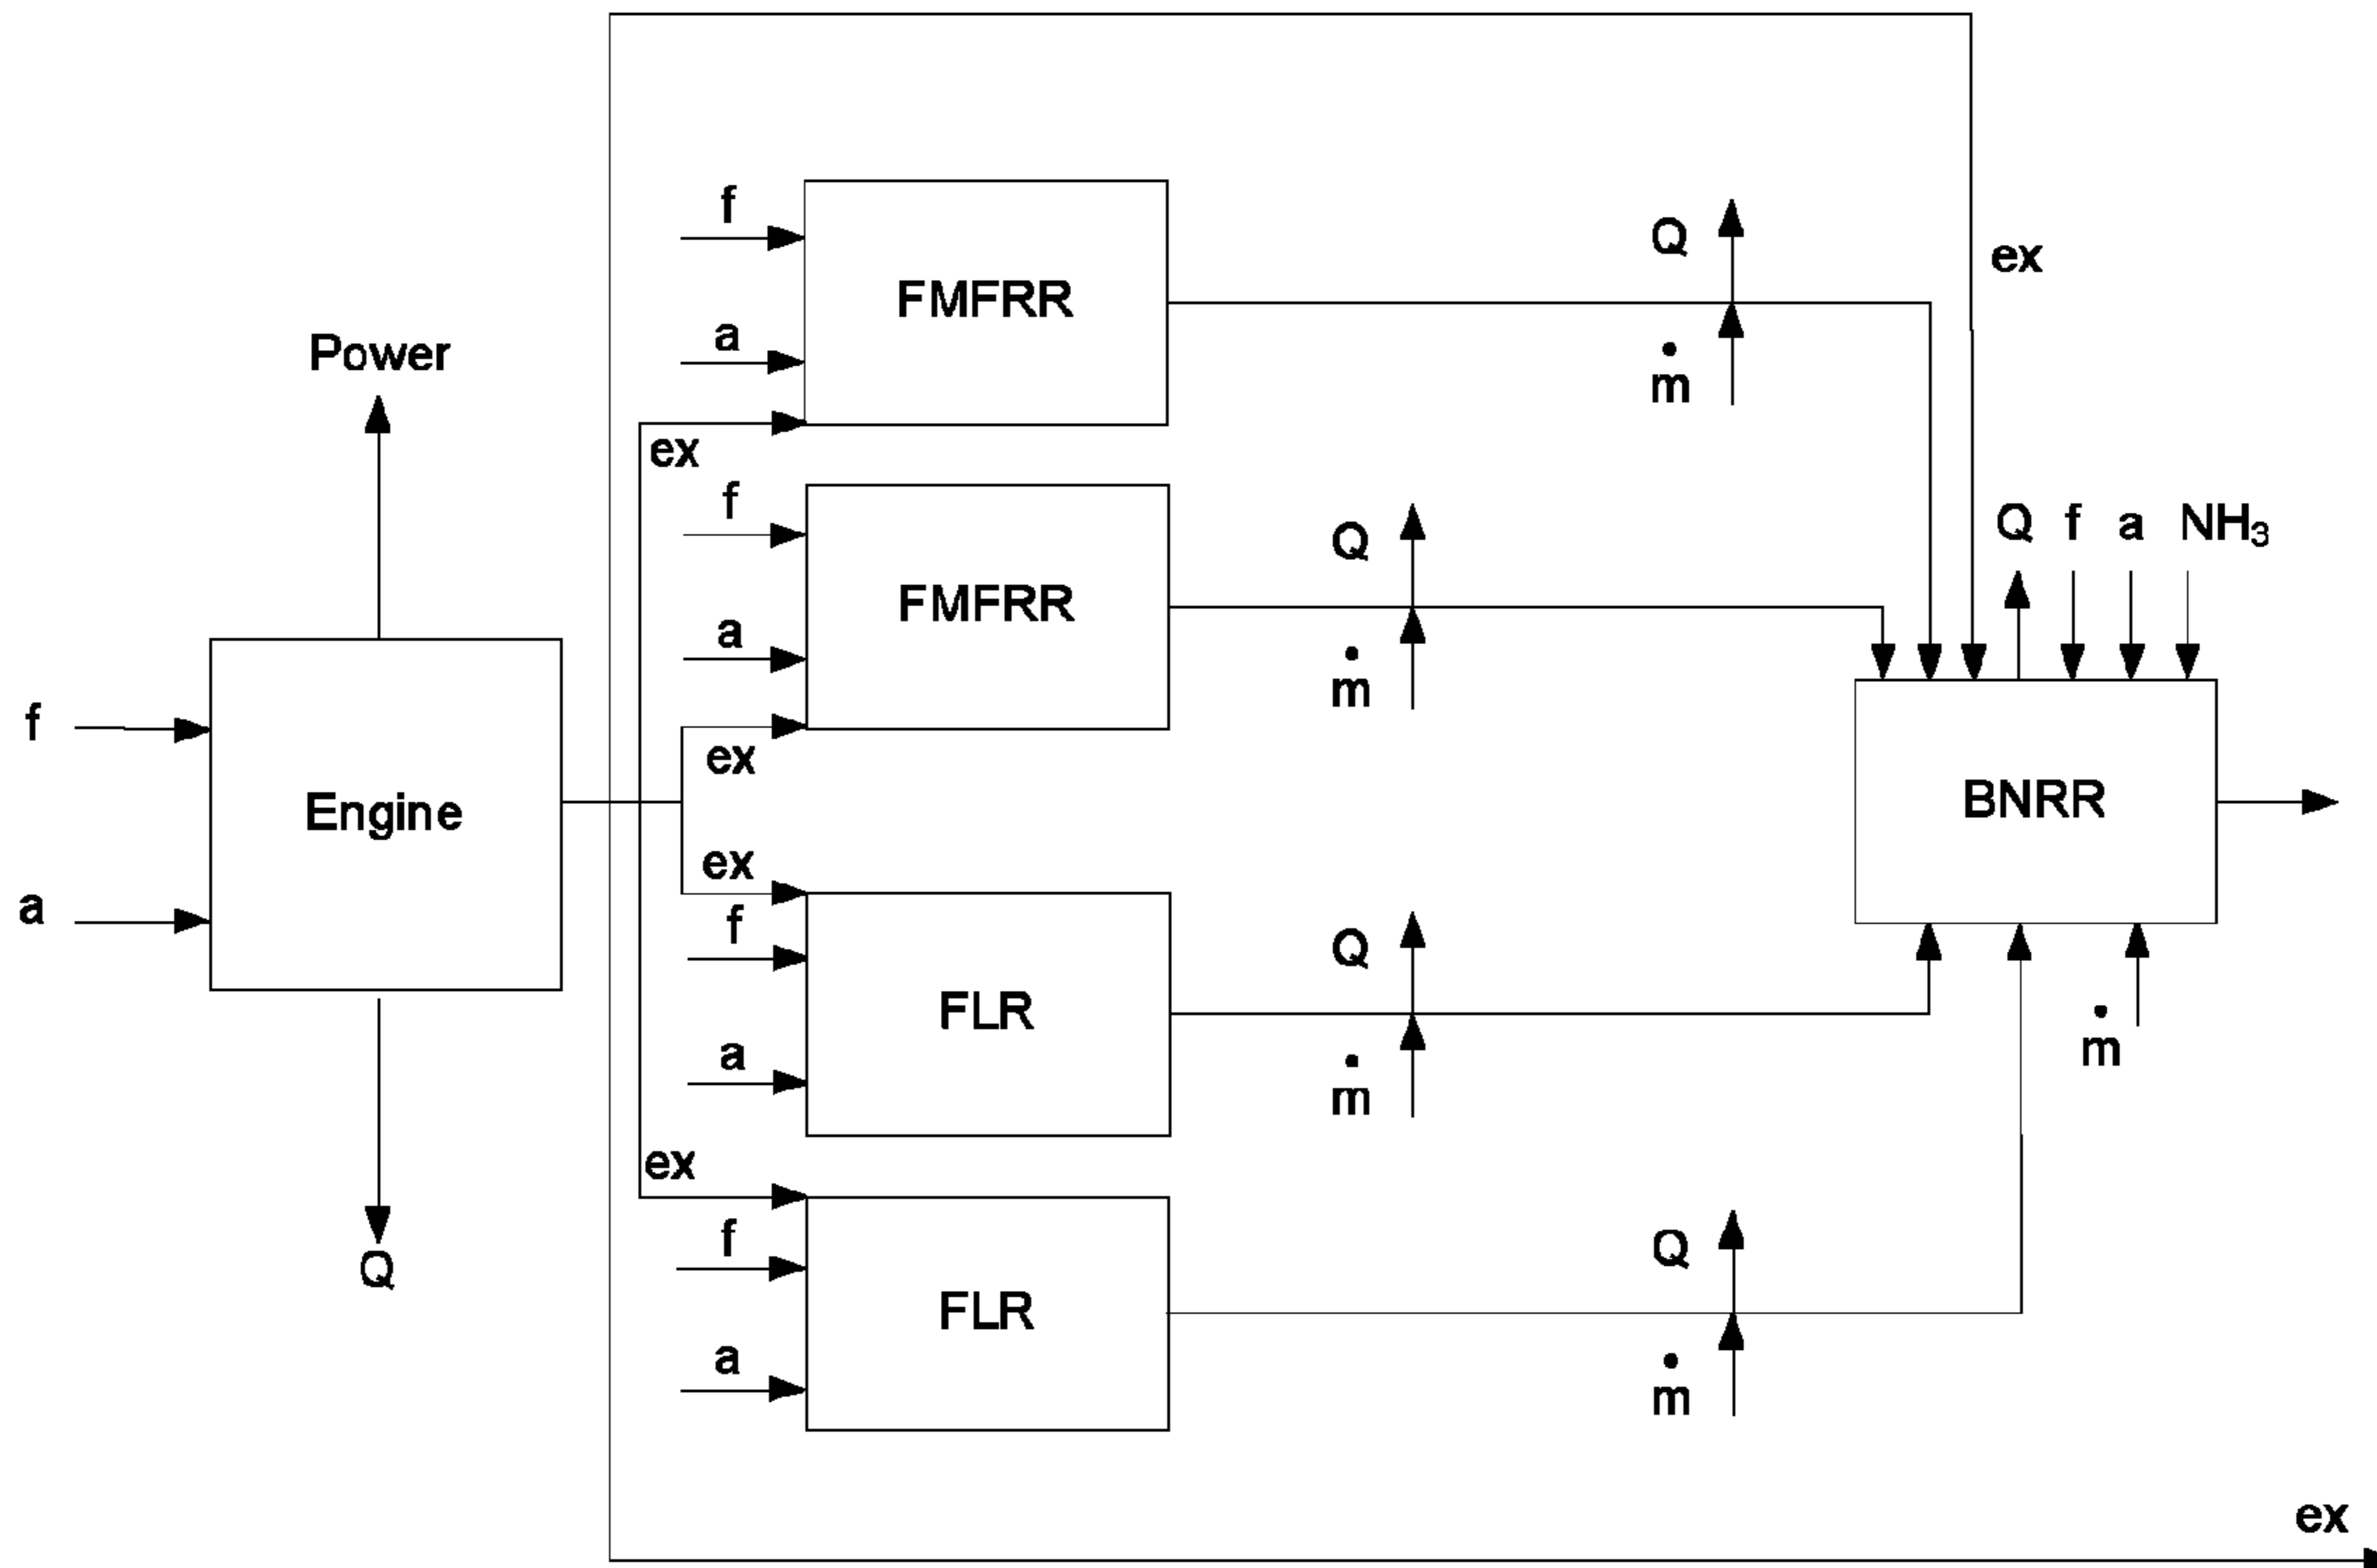 f
Q
FMFRR
ex
a
Power
ṁ
ex
f
Q f a NH₃
Q
FMFRR
a
ṁ
f
ex
Engine
BNRR
ex
a
f
Q
FLR
a
ṁ
ṁ
ex
f
Q
Q
FLR
a
ṁ
ex